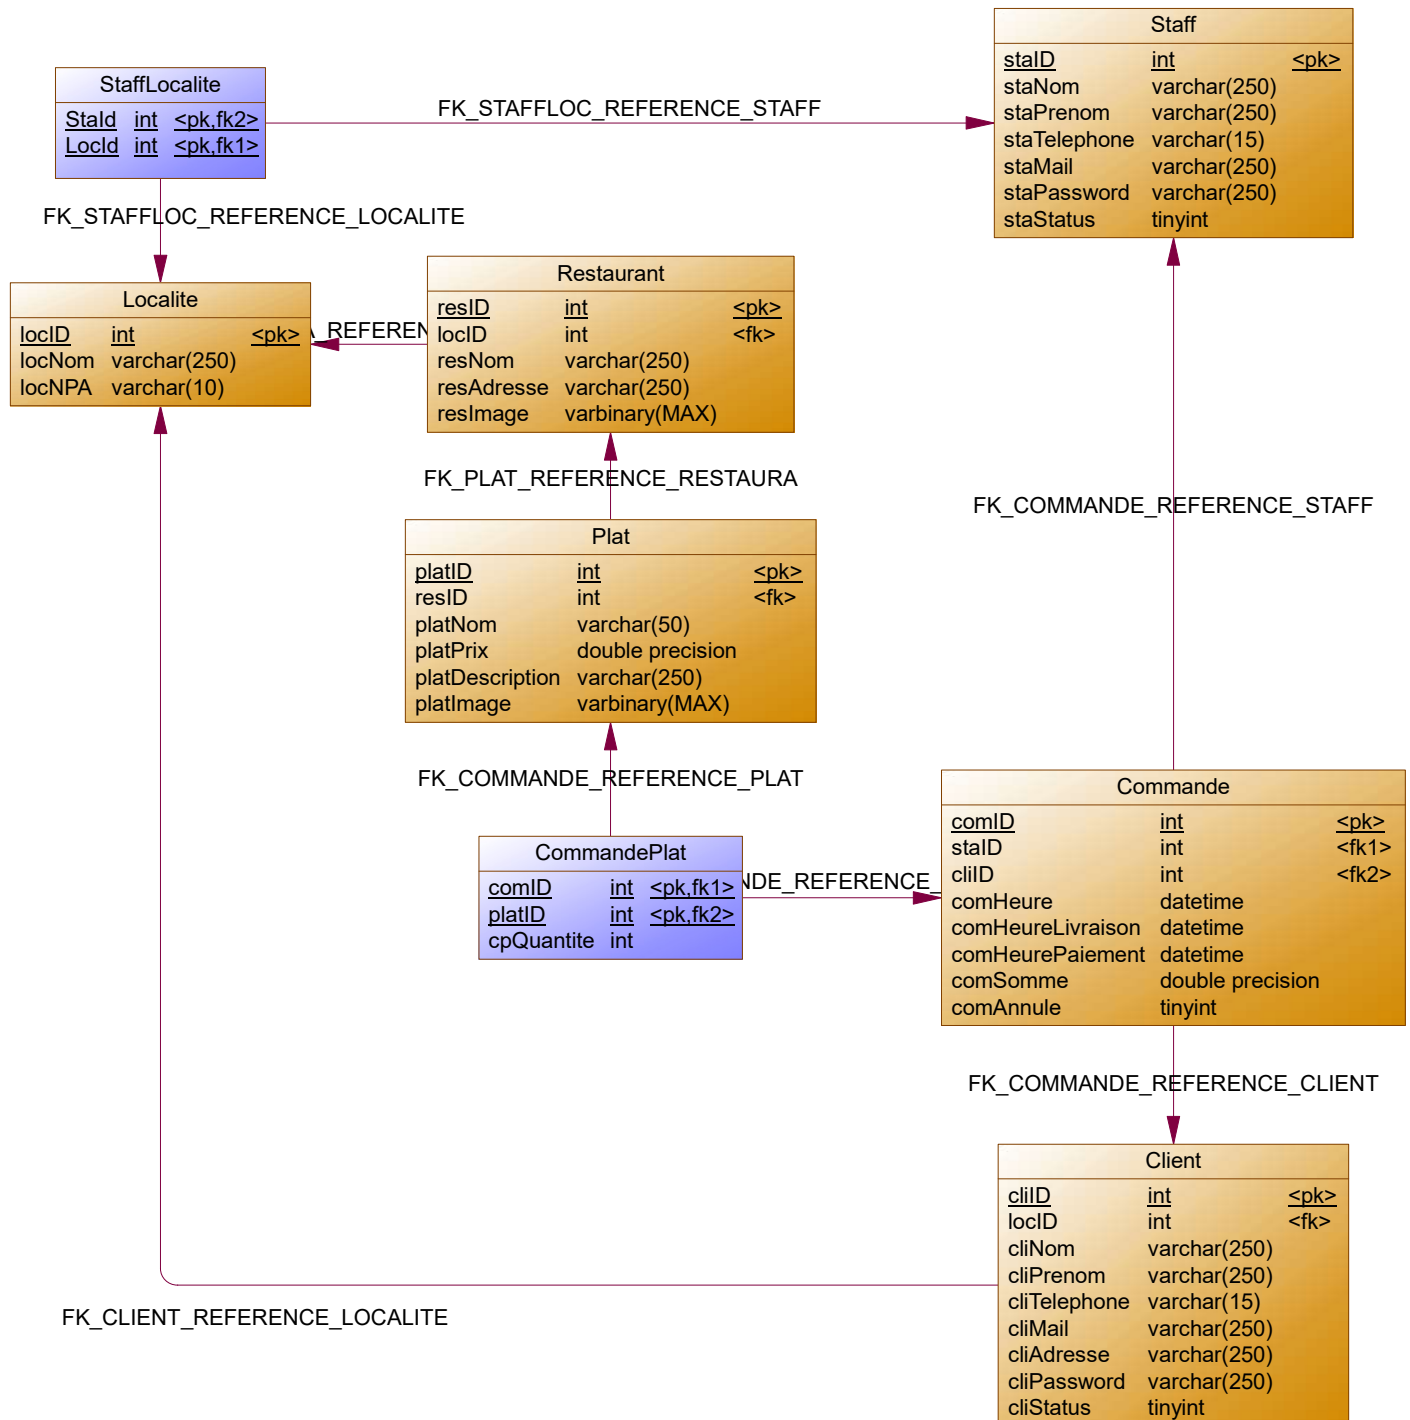 Staff
staID int <pk>
staNom varchar(250)
staPrenom varchar(250)
staTelephone varchar(15)
staMail varchar(250)
staPassword varchar(250)
staStatus tinyint
StaffLocalite
StaId int <pk,fk2>
LocId int <pk,fk1>
FK_STAFFLOC_REFERENCE_STAFF
FK_STAFFLOC_REFERENCE_LOCALITE
Localite
locID int <pk>
locNom varchar(250)
locNPA varchar(10)
_REFEREN
Restaurant
resID int <pk>
locID int <fk>
resNom varchar(250)
resAdresse varchar(250)
resImage varbinary(MAX)
FK_PLAT_REFERENCE_RESTAURA
FK_COMMANDE_REFERENCE_STAFF
Plat
platID int <pk>
resID int <fk>
platNom varchar(50)
platPrix double precision
platDescription varchar(250)
platImage varbinary(MAX)
FK_COMMANDE_REFERENCE_PLAT
CommandePlat
comID int <pk,fk1>
platID int <pk,fk2>
cpQuantite int
NDE_REFERENCE_
Commande
comID int <pk>
staID int <fk1>
cliID int <fk2>
comHeure datetime
comHeureLivraison datetime
comHeurePaiement datetime
comSomme double precision
comAnnule tinyint
FK_COMMANDE_REFERENCE_CLIENT
Client
cliID int <pk>
locID int <fk>
cliNom varchar(250)
cliPrenom varchar(250)
cliTelephone varchar(15)
cliMail varchar(250)
cliAdresse varchar(250)
cliPassword varchar(250)
cliStatus tinyint
FK_CLIENT_REFERENCE_LOCALITE